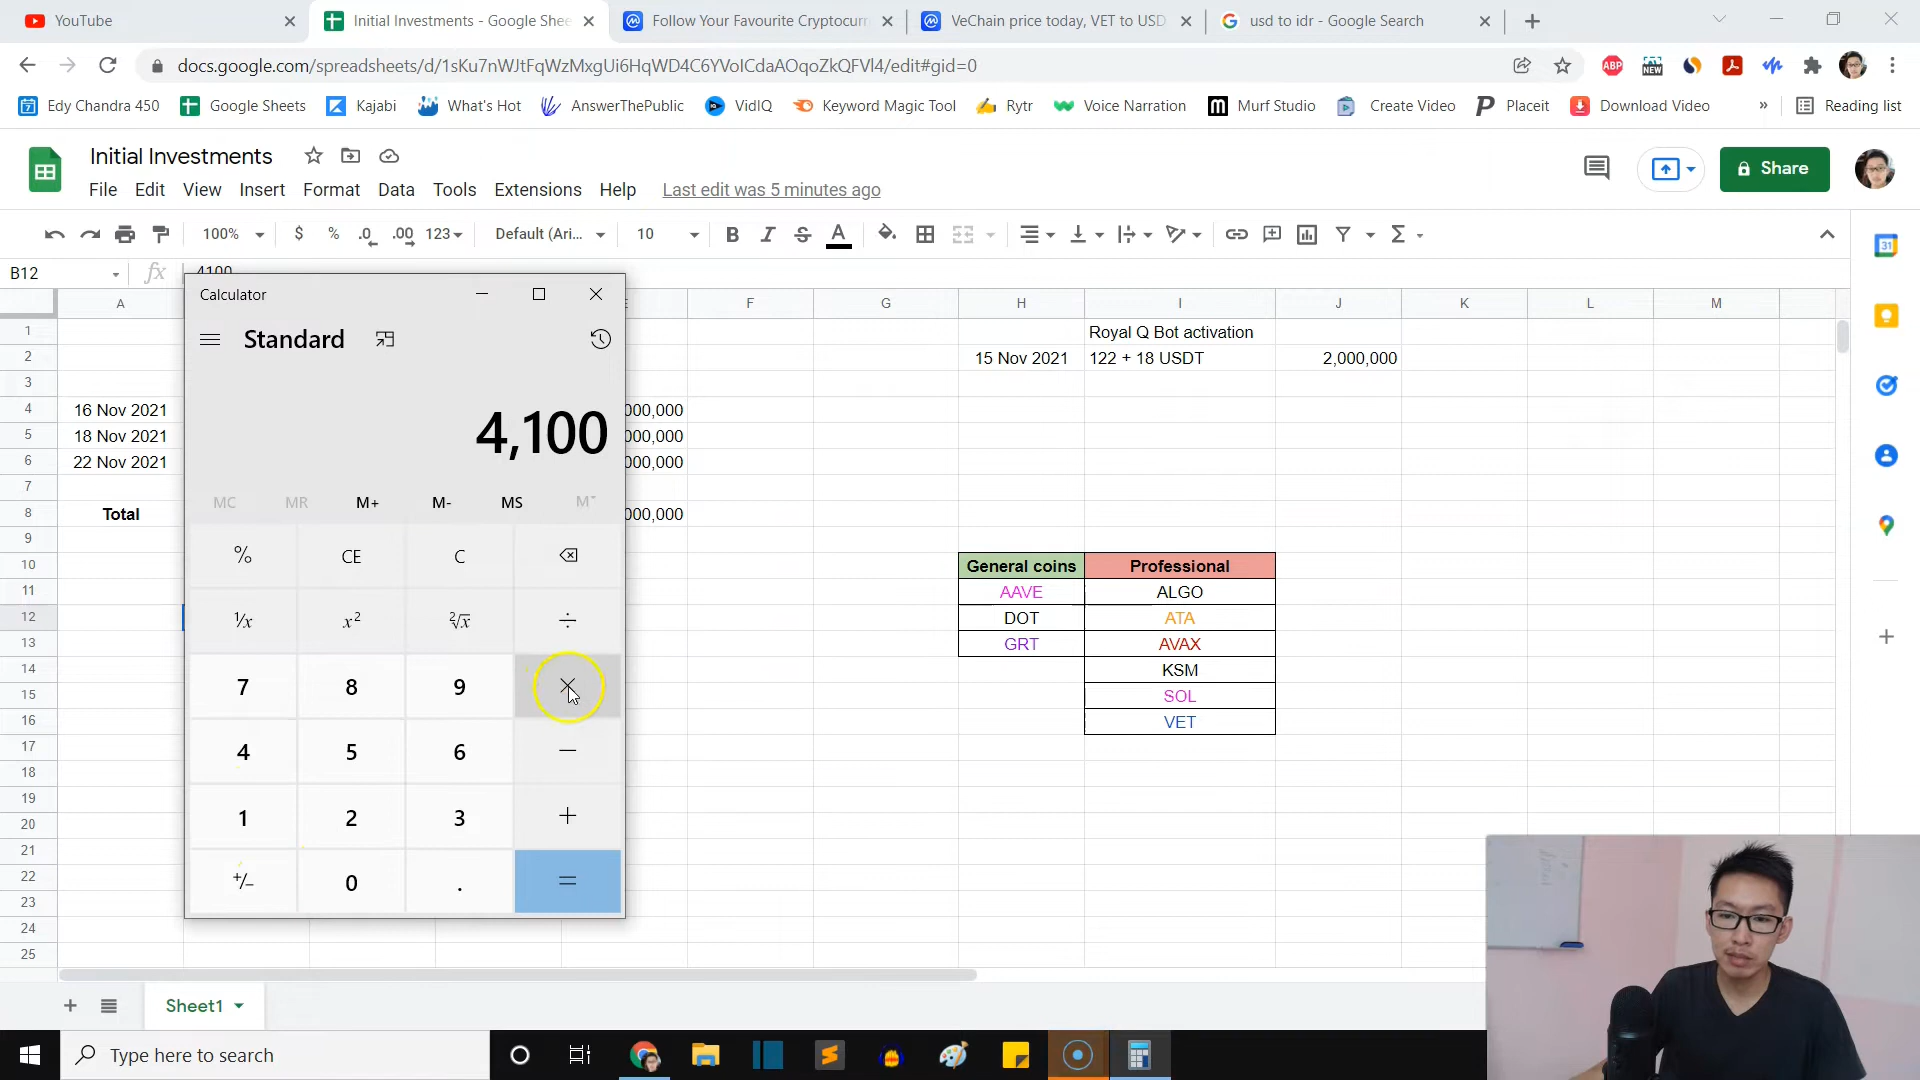 YouTube
Initial Investments - Google Shee
Follow Your Favourite Cryptocurr
VeChain price today, VET to USD
usd to idr - Google Search
docs.google.com/spreadsheets/d/1sKu7nWJtFqWzMxgUi6HqWD4C6YVoICdaAOqoZkQFVl4/edit#gid=0
ABP
NEW
Edy Chandra 450
Google Sheets
Kajabi
What's Hot
AnswerThePublic
VidIQ
Keyword Magic Tool
Rytr
Voice Narration
Murf Studio
Create Video
Placeit
Download Video
»
Reading list
Initial Investments
File Edit View Insert Format Data Tools Extensions Help Last edit was 5 minutes ago
Share
100% $ % .0 .00 123 Default (Ari... 10 B I S A Σ
31
B12 fx 4100
A F G H I J K L M
1 Royal Q Bot activation
2 15 Nov 2021 122 + 18 USDT 2,000,000
3
4 16 Nov 2021 000,000
5 18 Nov 2021 000,000
6 22 Nov 2021 000,000
7
8 Total 000,000
9
10 General coins Professional
11 AAVE ALGO
12 DOT ATA
13 GRT AVAX
14 KSM
15 SOL
16 VET
17
18
19
20
21
22
23
24
25
Calculator
Standard
4,100
MC MR M+ M- MS M˅
% CE C
¹/x x² ²√x ÷
7 8 9 ×
4 5 6 −
1 2 3 +
+/− 0 . =
Sheet1
Type here to search